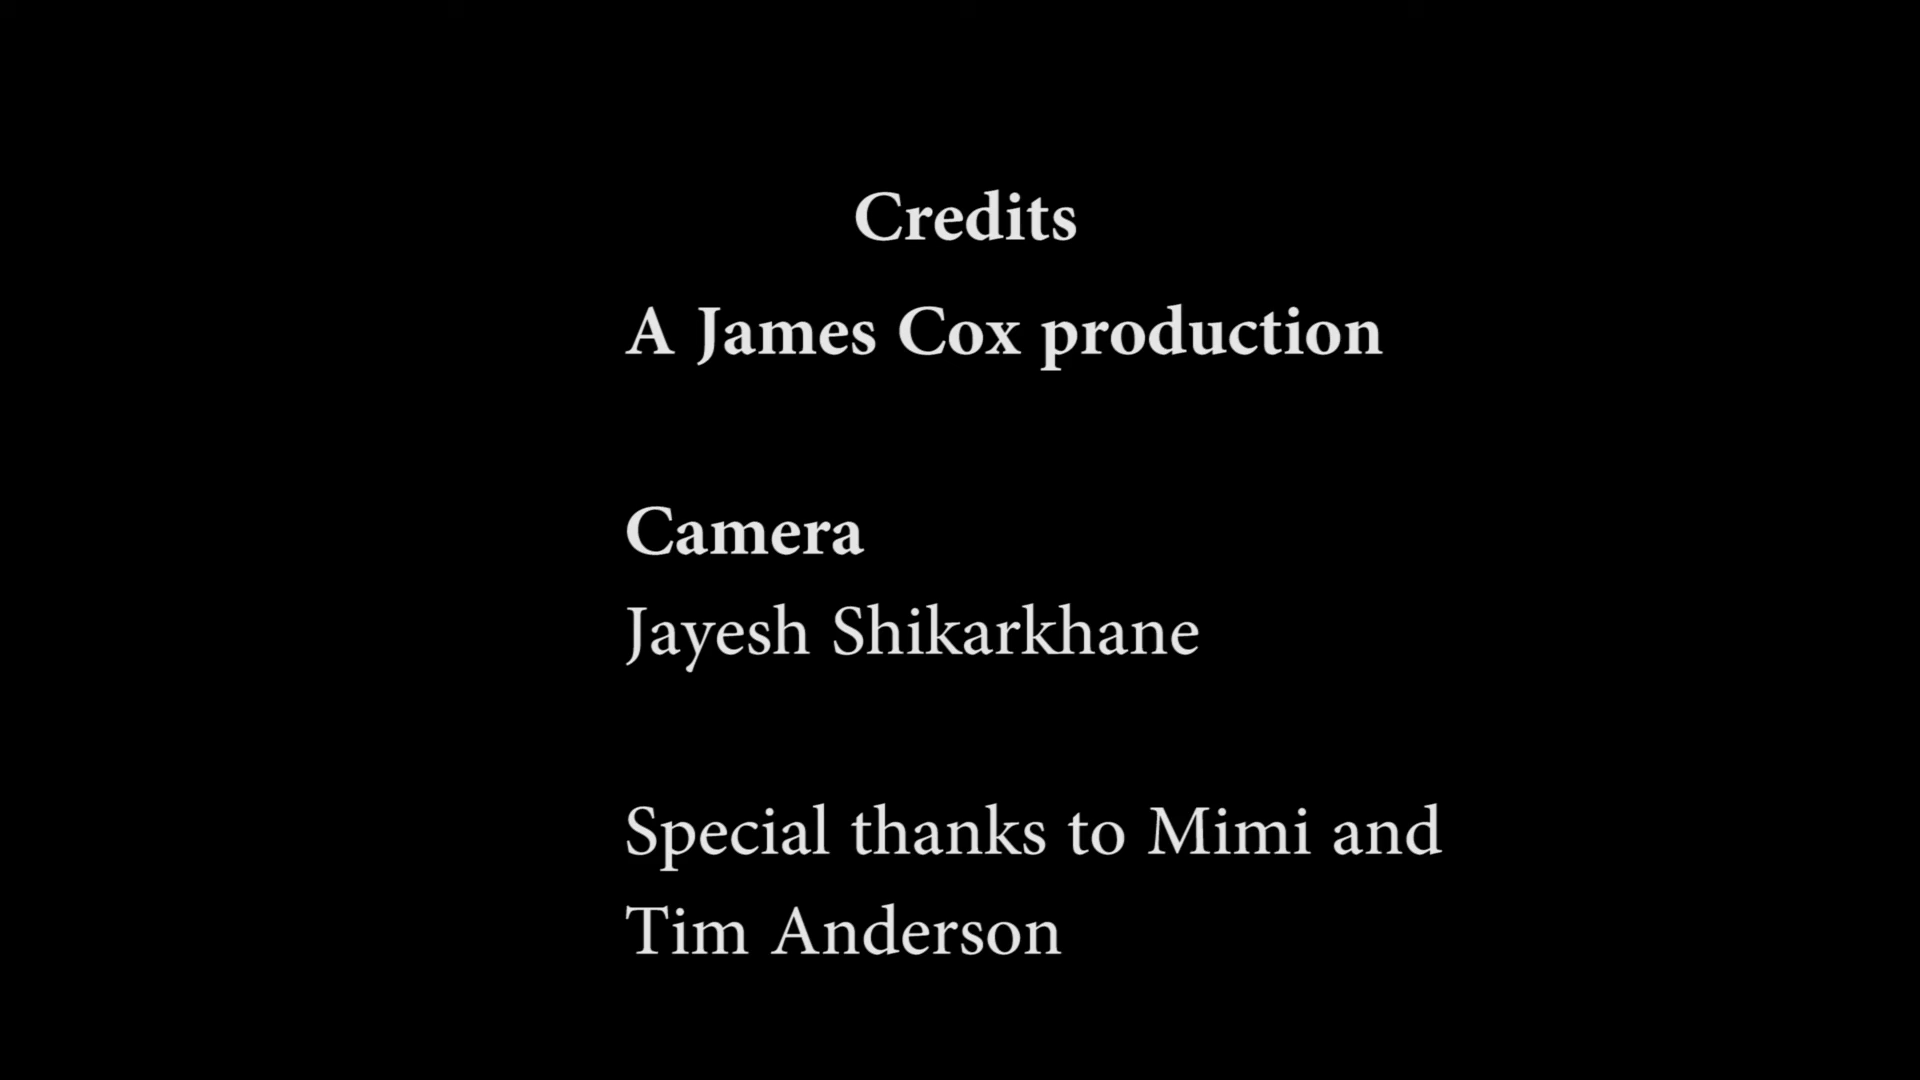 Credits
A James Cox production
Camera
Jayesh Shikarkhane
Special thanks to Mimi and
Tim Anderson